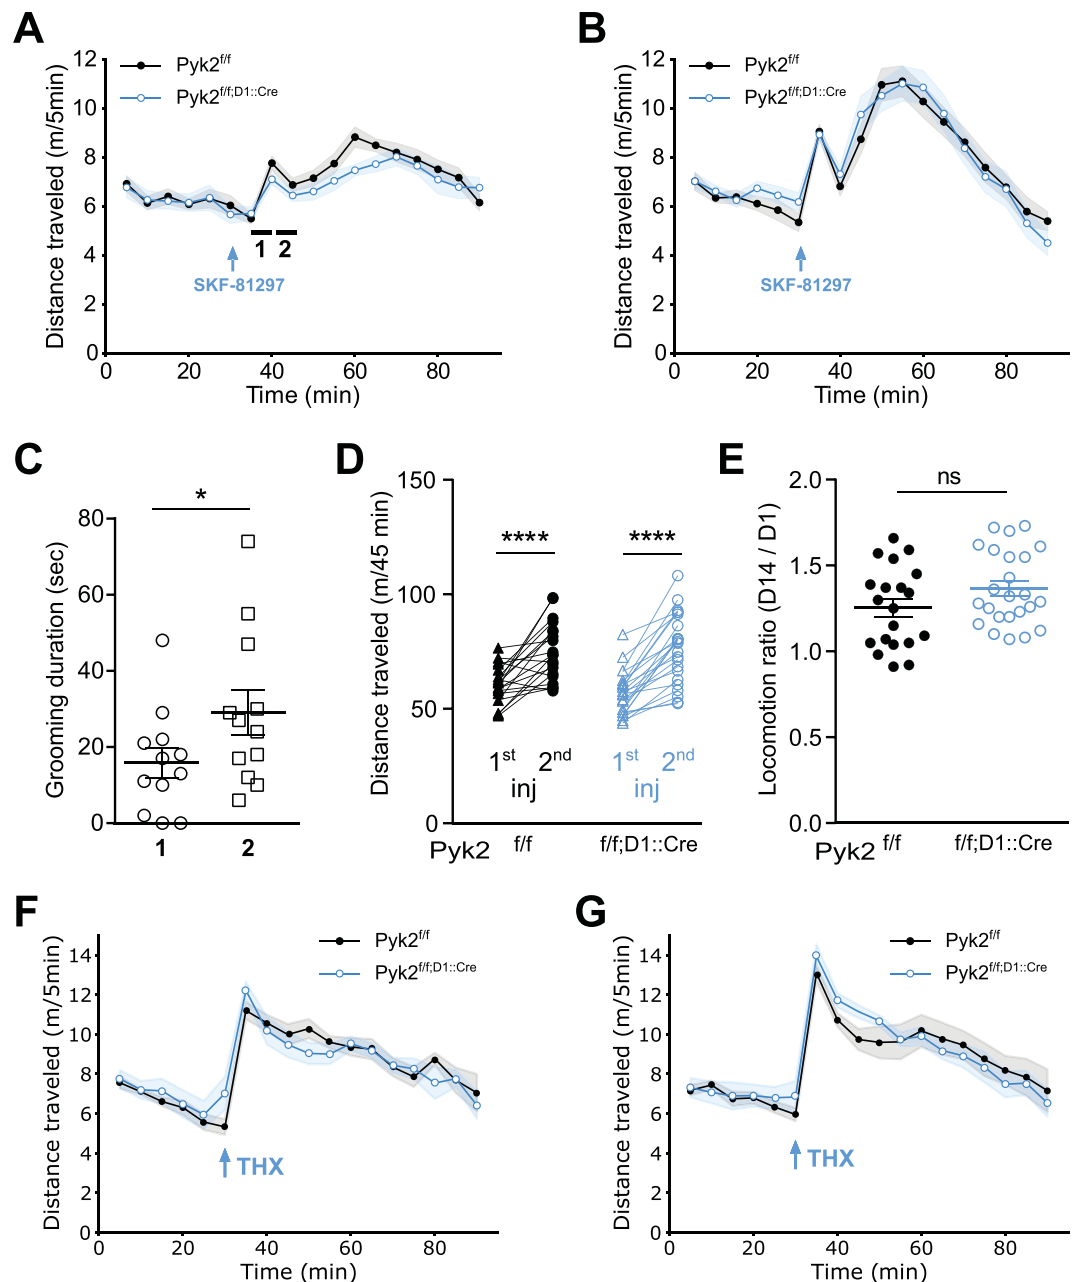 A
Distance traveled (m/5min)
12
10
8
6
4
2
0
Pyk2f/f
Pyk2f/f;D1::Cre
1 2
SKF-81297
0 20 40 60 80
Time (min)
B
Distance traveled (m/5min)
12
10
8
6
4
2
0
Pyk2f/f
Pyk2f/f;D1::Cre
SKF-81297
0 20 40 60 80
Time (min)
C
Grooming duration (sec)
80
60
40
20
0
*
1 2
D
Distance traveled (m/45 min)
150
100
50
0
**** ****
1st 2nd 1st 2nd
inj inj
Pyk2 f/f f/f;D1::Cre
E
Locomotion ratio (D14 / D1)
2.0
1.5
1.0
0.5
0.0
ns
Pyk2 f/f f/f;D1::Cre
F
Distance traveled (m/5min)
14
12
10
8
6
4
2
0
Pyk2f/f
Pyk2f/f;D1::Cre
THX
0 20 40 60 80
Time (min)
G
Distance traveled (m/5min)
14
12
10
8
6
4
2
0
Pyk2f/f
Pyk2f/f;D1::Cre
THX
0 20 40 60 80
Time (min)